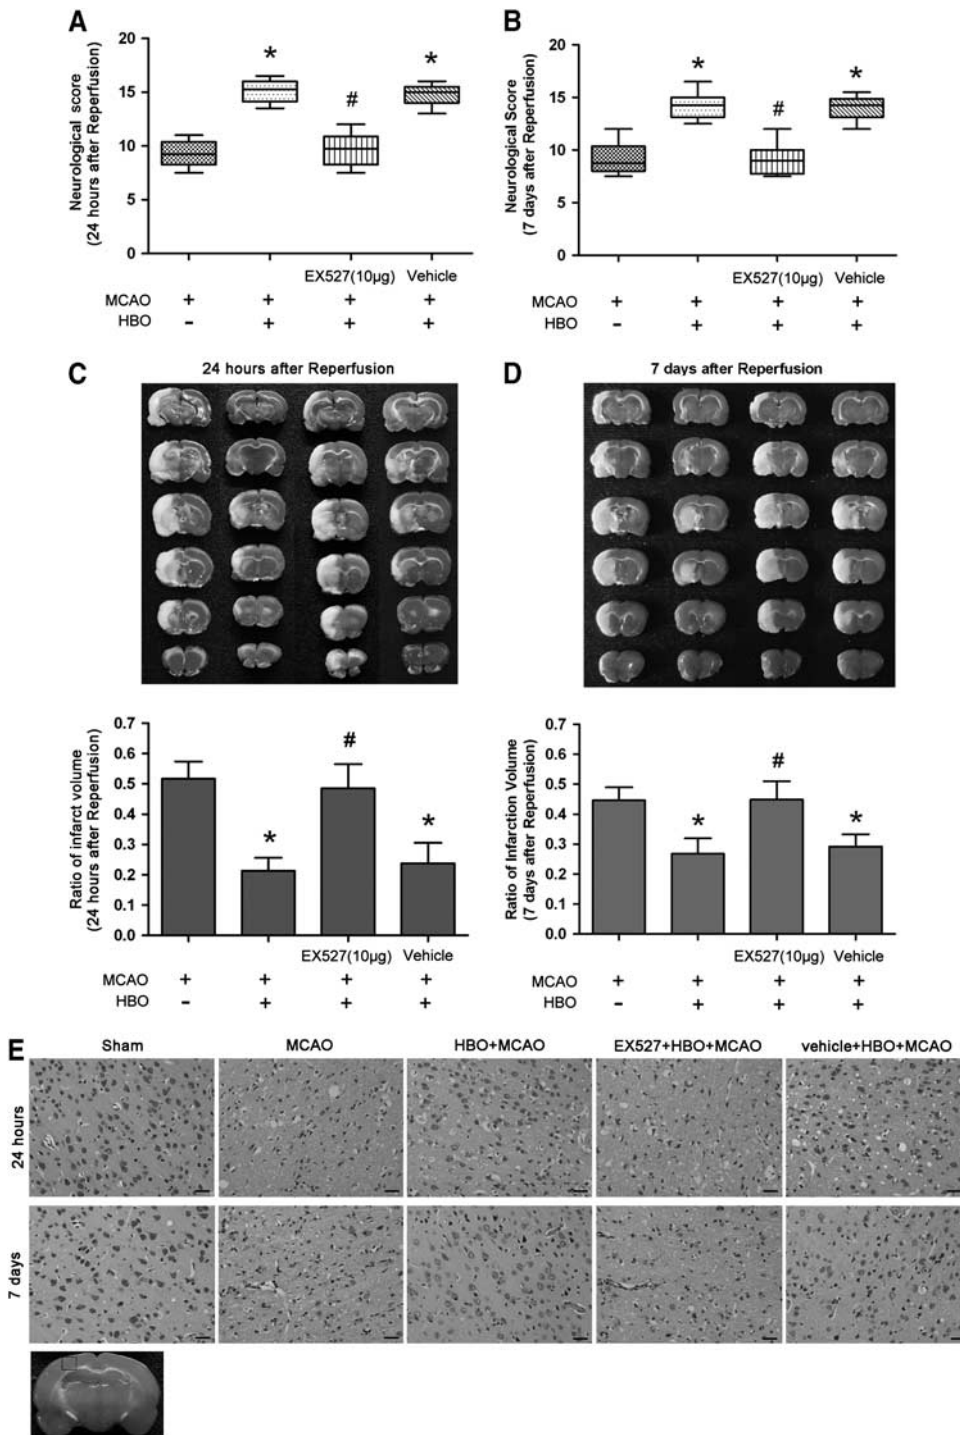 A
Neurological score
(24 hours after Reperfusion)
20
15
10
5
0
*
#
*
EX527(10µg) Vehicle
MCAO + + + +
HBO - + + +
B
Neurological Score
(7 days after Reperfusion)
20
15
10
5
0
*
#
*
EX527(10µg) Vehicle
MCAO + + + +
HBO - + + +
C
24 hours after Reperfusion
Ratio of infarct volume
(24 hours after Reperfusion)
0.7
0.6
0.5
0.4
0.3
0.2
0.1
0.0
*
#
*
EX527(10µg) Vehicle
MCAO + + + +
HBO - + + +
D
7 days after Reperfusion
Ratio of Infarction Volume
(7 days after Reperfusion)
0.7
0.6
0.5
0.4
0.3
0.2
0.1
0.0
*
#
*
EX527(10µg) Vehicle
MCAO + + + +
HBO - + + +
E
Sham MCAO HBO+MCAO EX527+HBO+MCAO vehicle+HBO+MCAO
24 hours
7 days